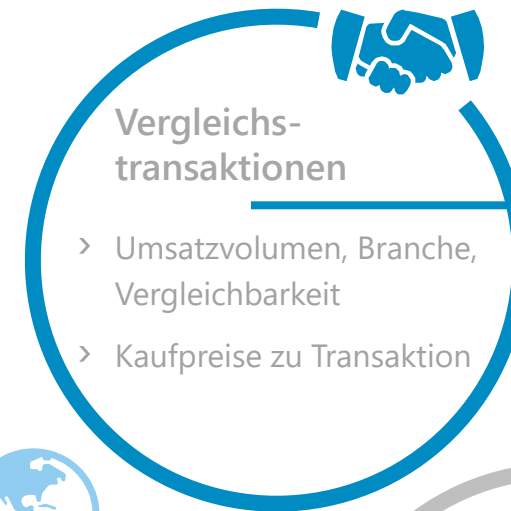 Vergleichs-
transaktionen
› Umsatzvolumen, Branche,
Vergleichbarkeit
› Kaufpreise zu Transaktion